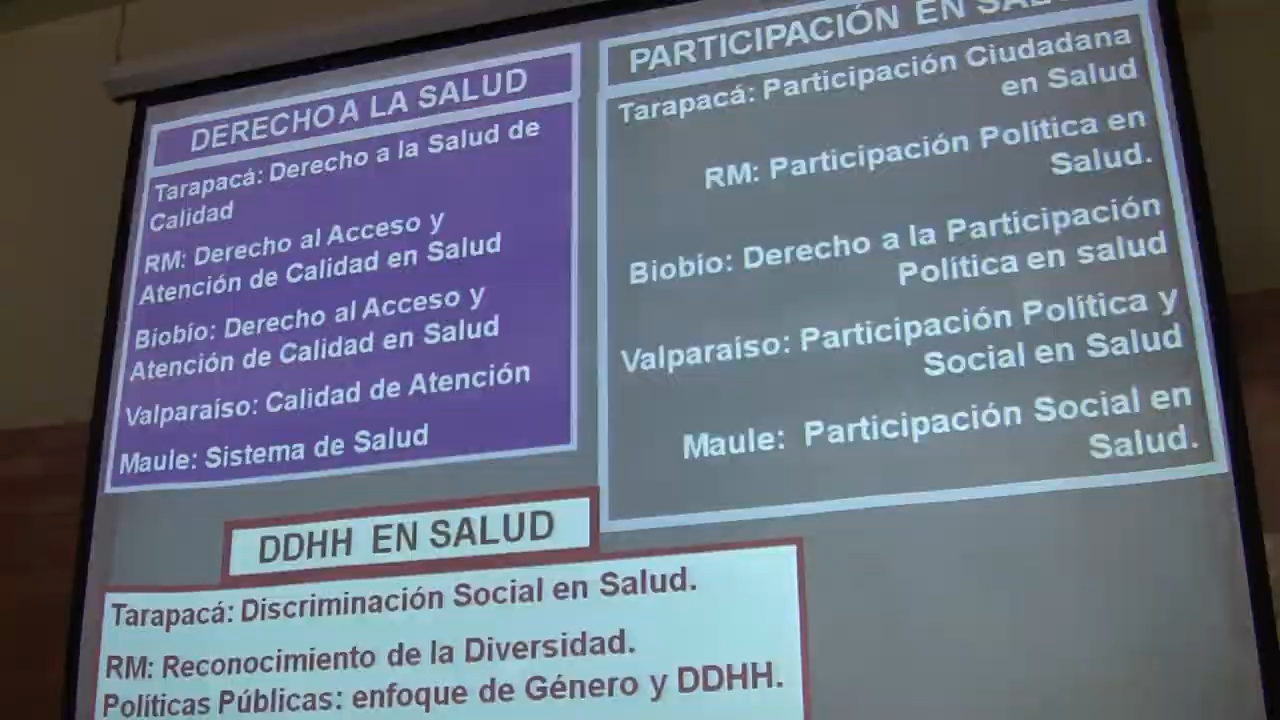 DERECHO A LA SALUD
Tarapacá: Derecho a la Salud de
Calidad
RM: Derecho al Acceso y
Atención de Calidad en Salud
Biobío: Derecho al Acceso y
Atención de Calidad en Salud
Valparaíso: Calidad de Atención
Maule: Sistema de Salud
PARTICIPACIÓN EN
Tarapacá: Participación Ciudadana
en Salud
RM: Participación Política en
Salud.
Biobío: Derecho a la Participación
Política en salud
Valparaíso: Participación Política y
Social en Salud
Maule: Participación Social en
Salud.
DDHH EN SALUD
Tarapacá: Discriminación Social en Salud.
RM: Reconocimiento de la Diversidad.
Políticas Públicas: enfoque de Género y DDHH.